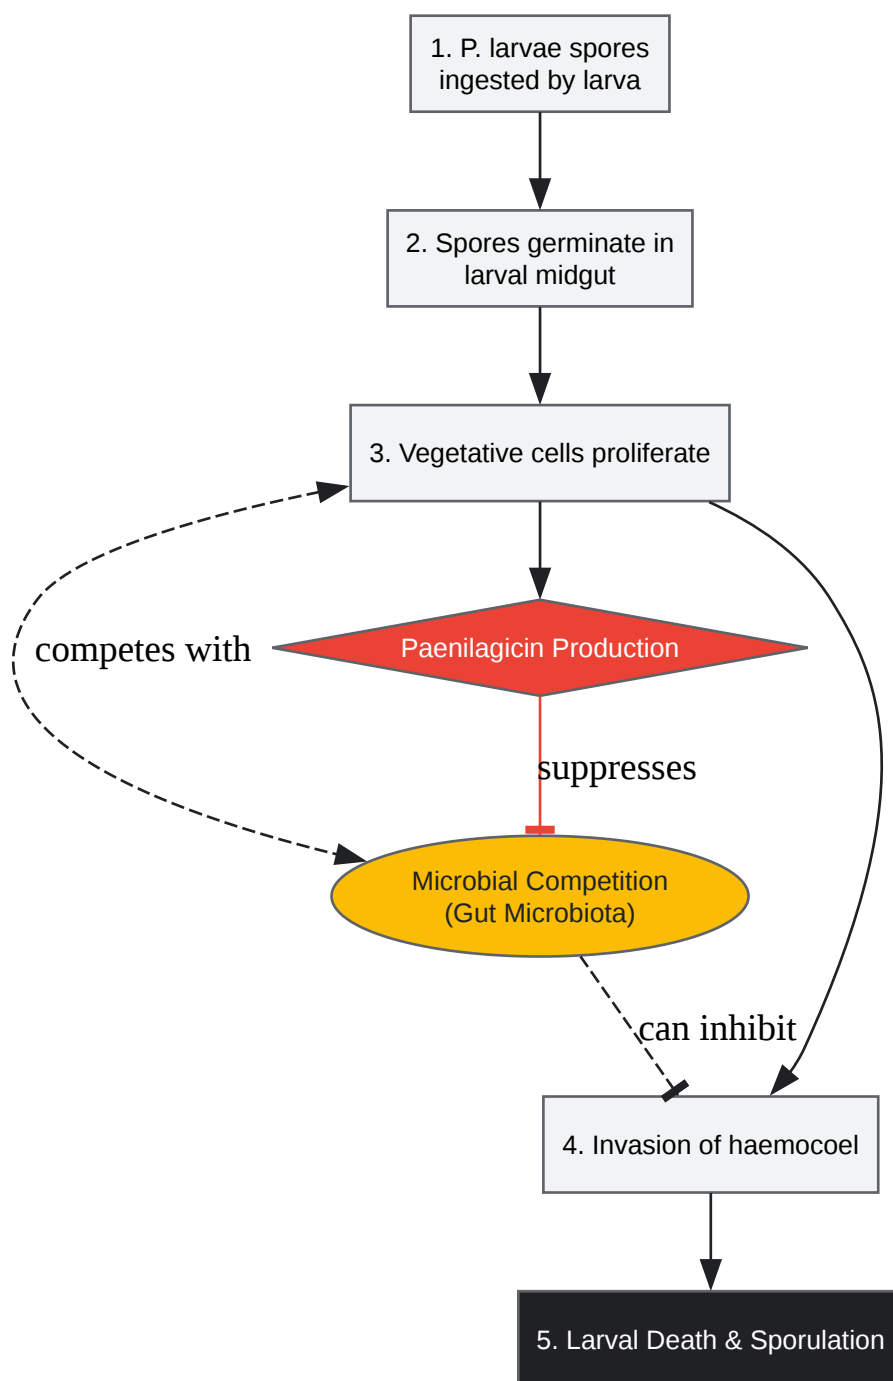 1. P. larvae spores
ingested by larva
2. Spores germinate in
larval midgut
3. Vegetative cells proliferate
competes with
Paenilagicin Production
suppresses
Microbial Competition
(Gut Microbiota)
can inhibit
4. Invasion of haemocoel
5. Larval Death & Sporulation